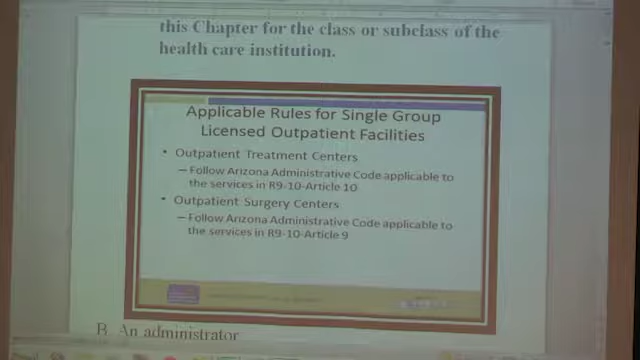 this Chapter for the class or subclass of the
health care institution.
Applicable Rules for Single Group
Licensed Outpatient Facilities
• Outpatient Treatment Centers
– Follow Arizona Administrative Code applicable to
the services in R9-10-Article 10
• Outpatient Surgery Centers
– Follow Arizona Administrative Code applicable to
the services in R9-10-Article 9
B. An administrator